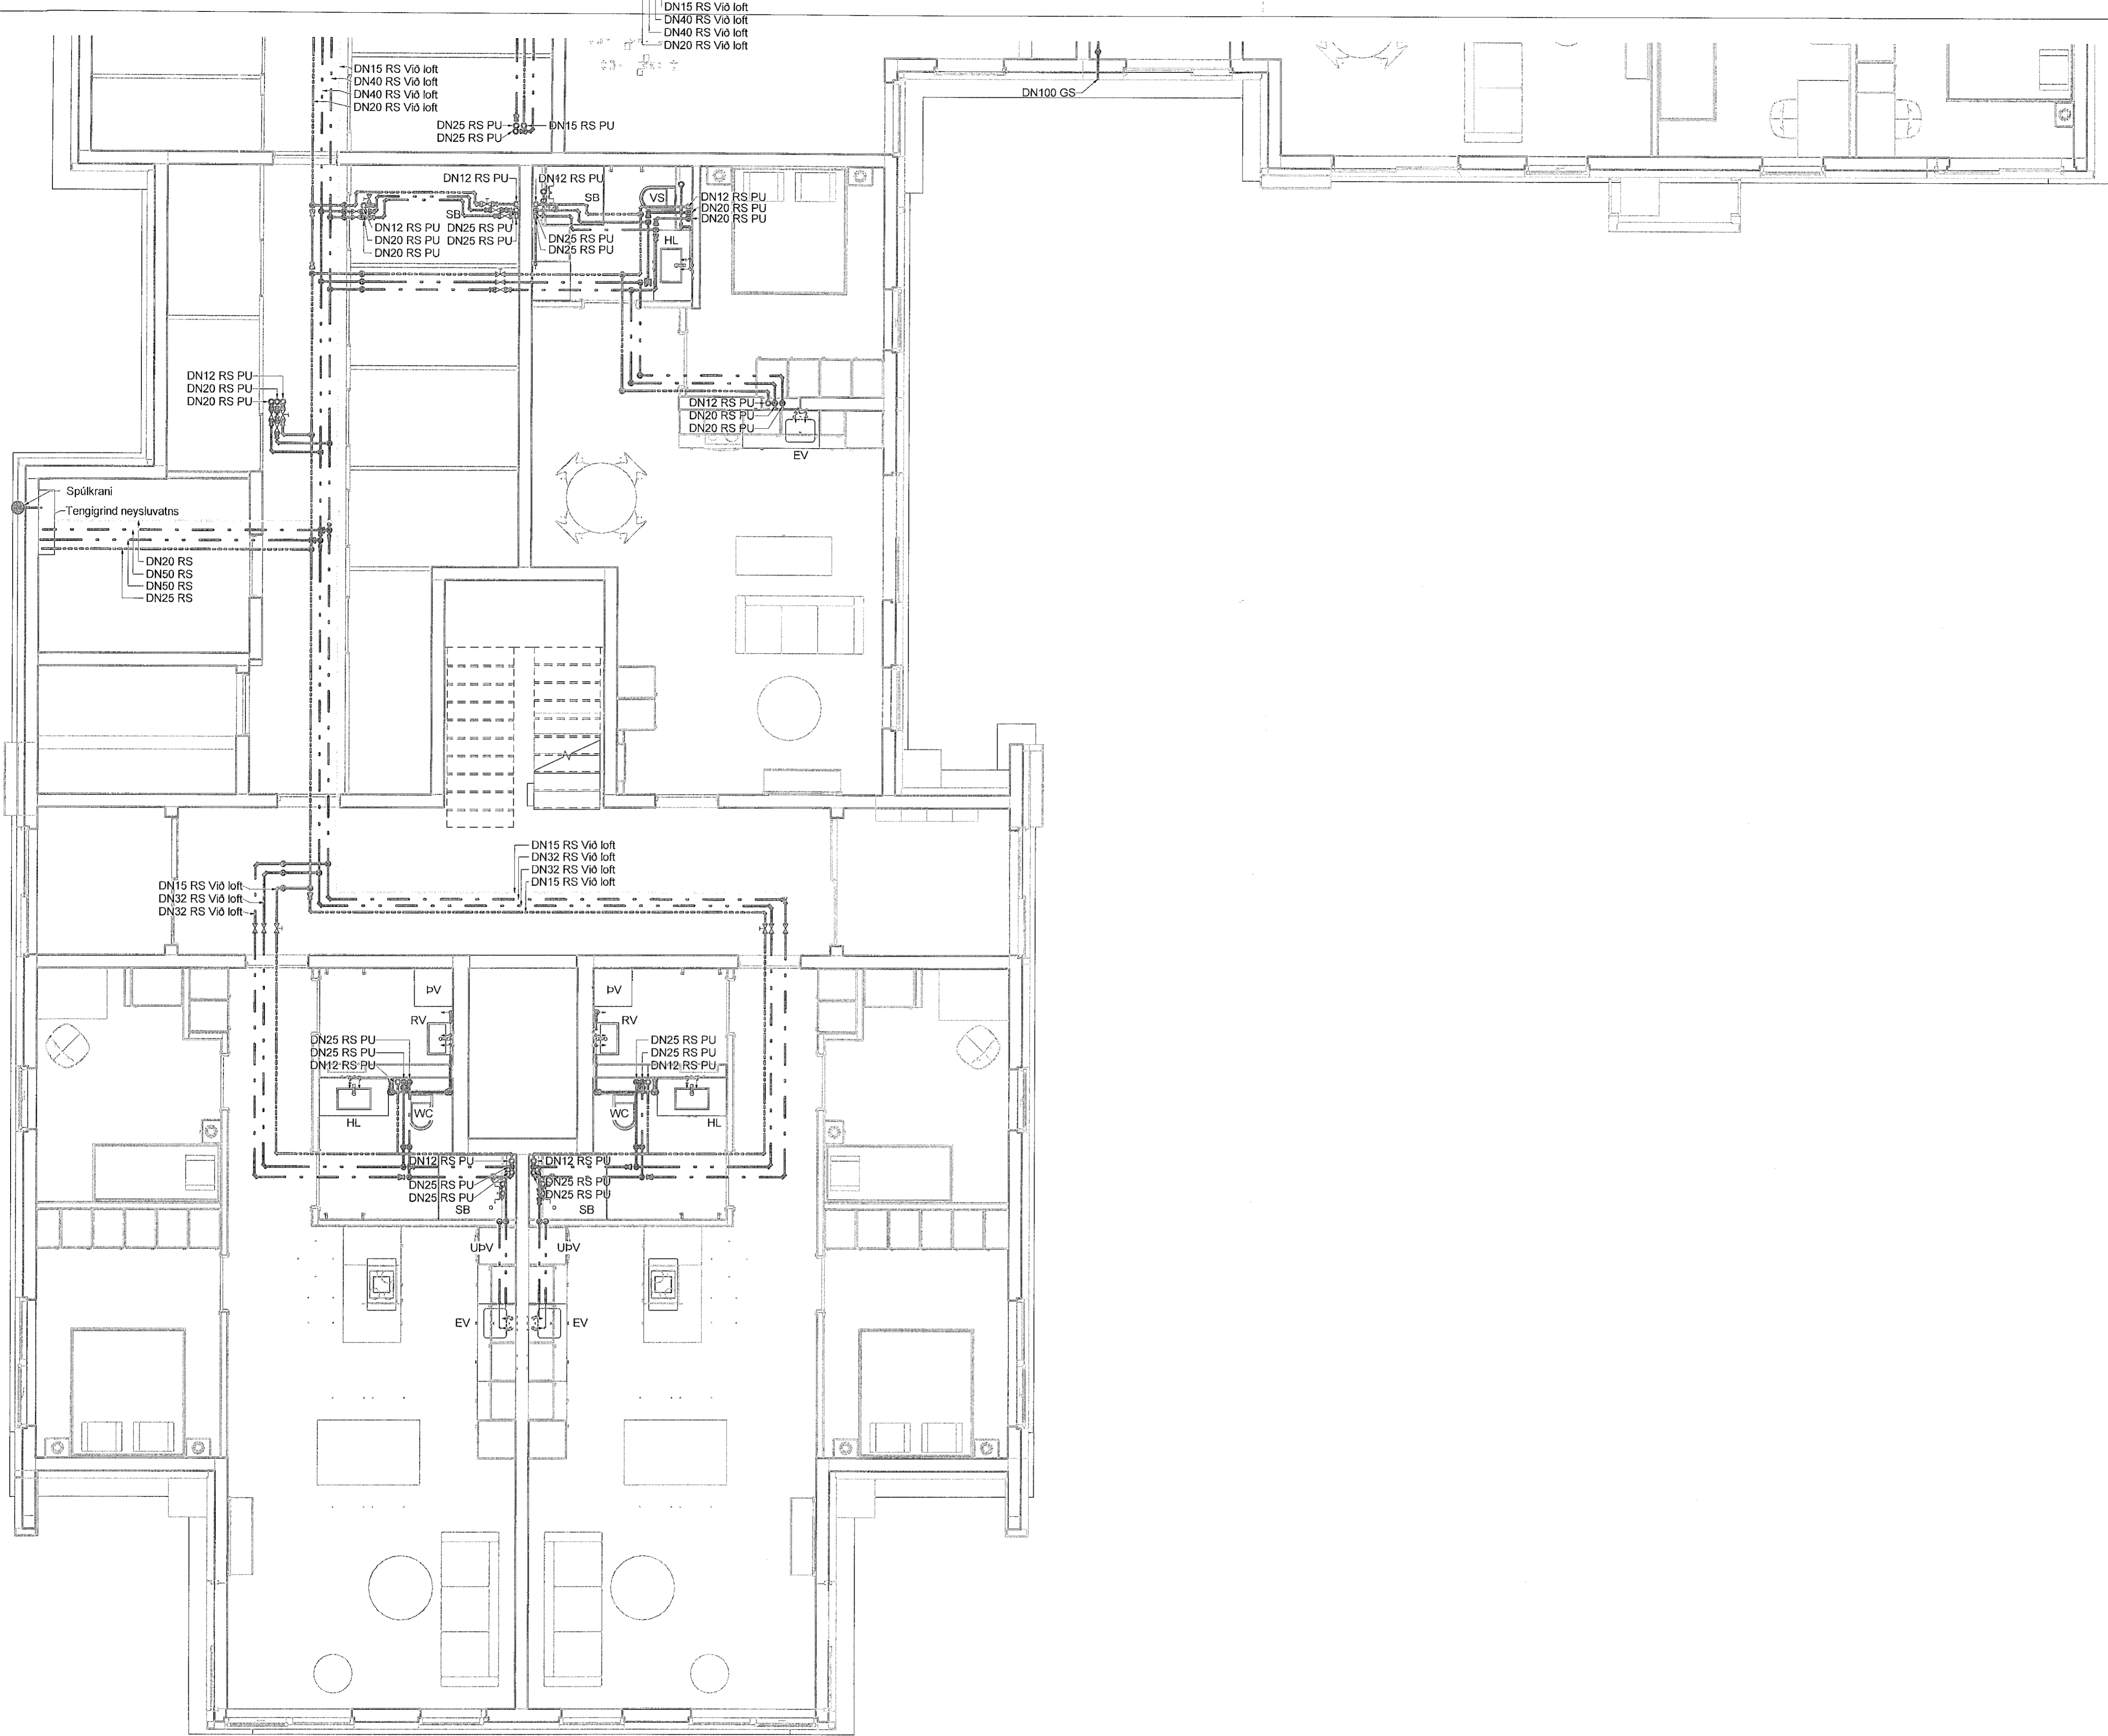 DN15 RS Við loft
DN40 RS Við loft
DN40 RS Við loft
DN20 RS Við loft
DN15 RS Við loft
DN40 RS Við loft
DN40 RS Við loft
DN20 RS Við loft
DN100 GS
DN25 RS PU
DN15 RS PU
DN25 RS PU
DN12 RS PU
DN12 RS PU
SB
VS
DN12 RS PU
DN20 RS PU
DN20 RS PU
SB
DN12 RS PU
DN25 RS PU
DN20 RS PU
DN25 RS PU
DN20 RS PU
DN25 RS PU
DN25 RS PU
HL
DN12 RS PU
DN20 RS PU
DN20 RS PU
DN12 RS PU
DN20 RS PU
DN20 RS PU
EV
Spúlkrani
Tengigrind neysluvatns
DN20 RS
DN50 RS
DN50 RS
DN25 RS
DN15 RS Við loft
DN32 RS Við loft
DN32 RS Við loft
DN15 RS Við loft
DN15 RS Við loft
DN32 RS Við loft
DN32 RS Við loft
ÞV
ÞV
RV
RV
DN25 RS PU
DN25 RS PU
DN12 RS PU
DN25 RS PU
DN25 RS PU
DN12 RS PU
WC
WC
HL
HL
DN12 RS PU
DN12 RS PU
DN25 RS PU
DN25 RS PU
DN25 RS PU
DN25 RS PU
SB
SB
UÞV
UÞV
EV
EV